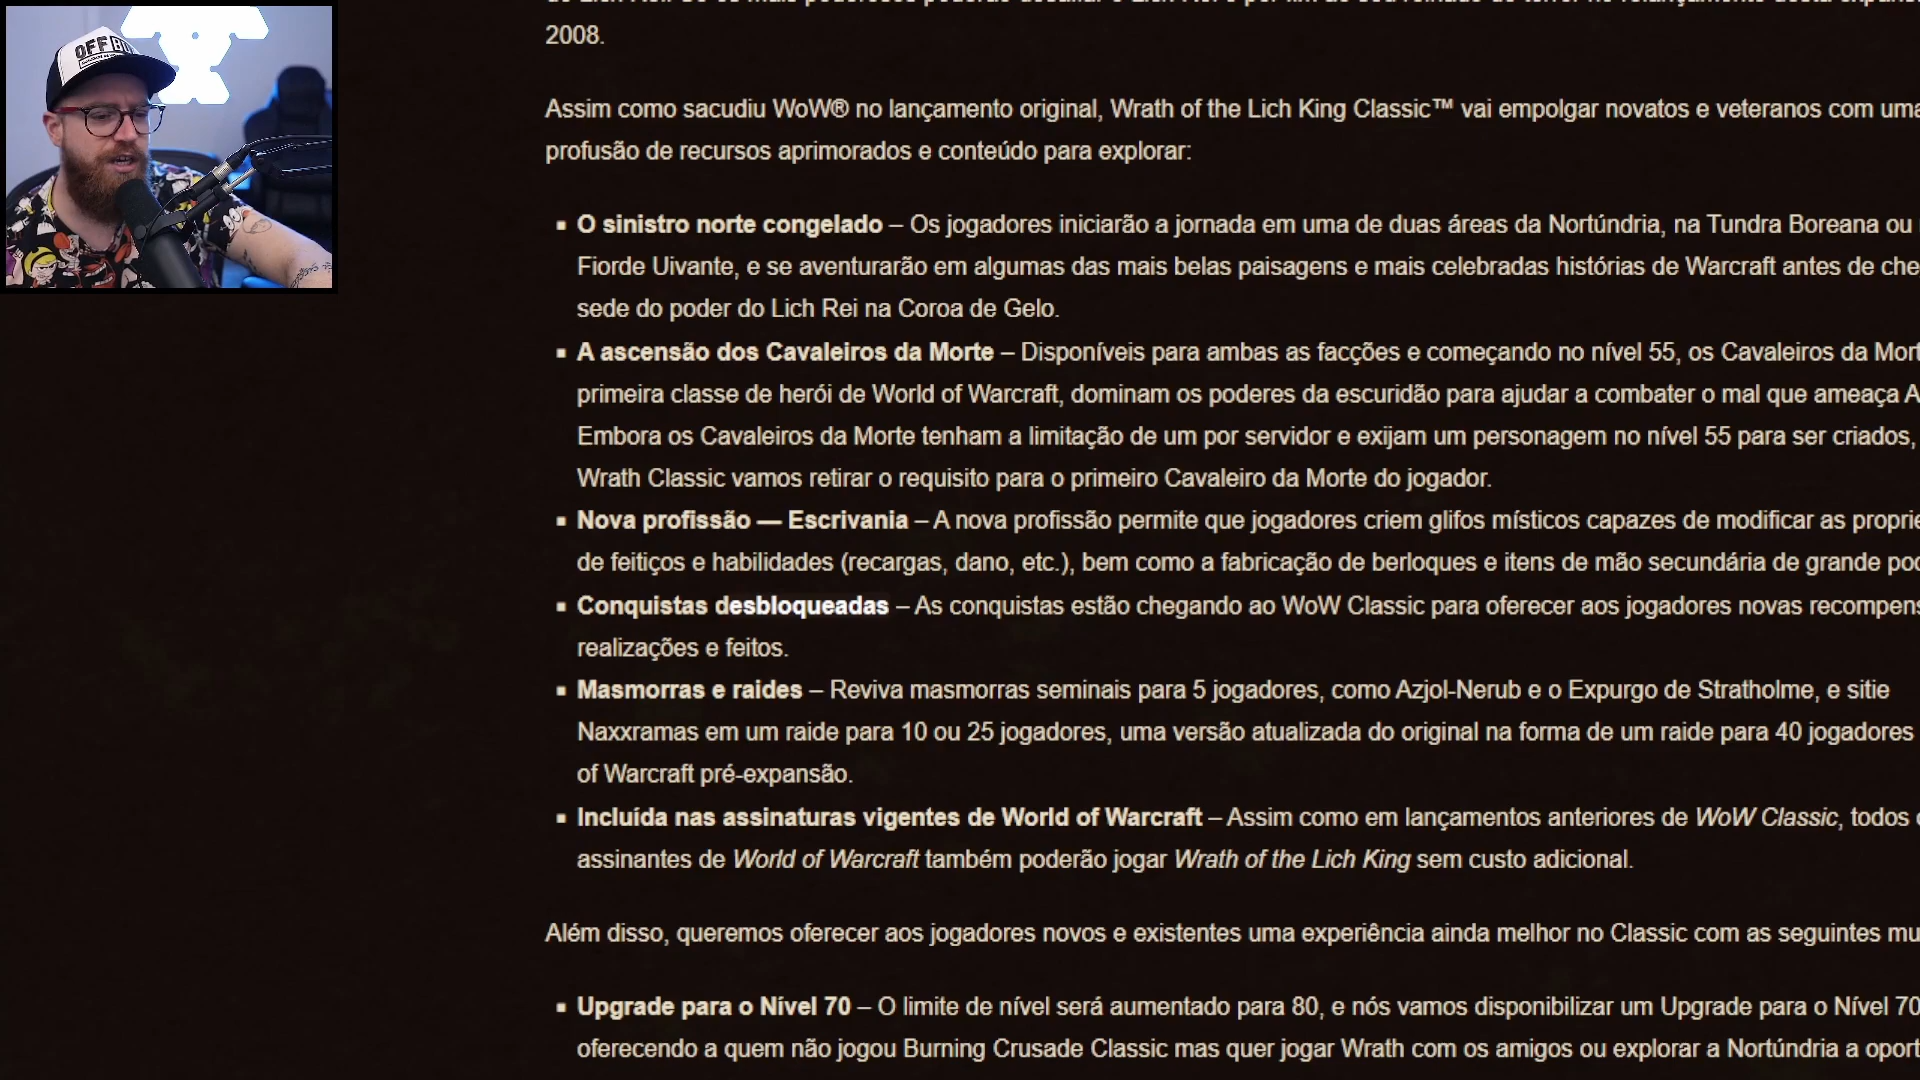 OFF
2008.
Assim como sacudiu WoW® no lançamento original, Wrath of the Lich King Classic™ vai empolgar novatos e veteranos com uma
profusão de recursos aprimorados e conteúdo para explorar:
▪ O sinistro norte congelado – Os jogadores iniciarão a jornada em uma de duas áreas da Nortúndria, na Tundra Boreana ou
Fiorde Uivante, e se aventurarão em algumas das mais belas paisagens e mais celebradas histórias de Warcraft antes de che
sede do poder do Lich Rei na Coroa de Gelo.
▪ A ascensão dos Cavaleiros da Morte – Disponíveis para ambas as facções e começando no nível 55, os Cavaleiros da Mort
primeira classe de herói de World of Warcraft, dominam os poderes da escuridão para ajudar a combater o mal que ameaça A
Embora os Cavaleiros da Morte tenham a limitação de um por servidor e exijam um personagem no nível 55 para ser criados,
Wrath Classic vamos retirar o requisito para o primeiro Cavaleiro da Morte do jogador.
▪ Nova profissão — Escrivania – A nova profissão permite que jogadores criem glifos místicos capazes de modificar as proprie
de feitiços e habilidades (recargas, dano, etc.), bem como a fabricação de berloques e itens de mão secundária de grande pod
▪ Conquistas desbloqueadas – As conquistas estão chegando ao WoW Classic para oferecer aos jogadores novas recompens
realizações e feitos.
▪ Masmorras e raides – Reviva masmorras seminais para 5 jogadores, como Azjol-Nerub e o Expurgo de Stratholme, e sitie
Naxxramas em um raide para 10 ou 25 jogadores, uma versão atualizada do original na forma de um raide para 40 jogadores
of Warcraft pré-expansão.
▪ Incluída nas assinaturas vigentes de World of Warcraft – Assim como em lançamentos anteriores de WoW Classic, todos o
assinantes de World of Warcraft também poderão jogar Wrath of the Lich King sem custo adicional.
Além disso, queremos oferecer aos jogadores novos e existentes uma experiência ainda melhor no Classic com as seguintes mu
▪ Upgrade para o Nível 70 – O limite de nível será aumentado para 80, e nós vamos disponibilizar um Upgrade para o Nível 70
oferecendo a quem não jogou Burning Crusade Classic mas quer jogar Wrath com os amigos ou explorar a Nortúndria a oport